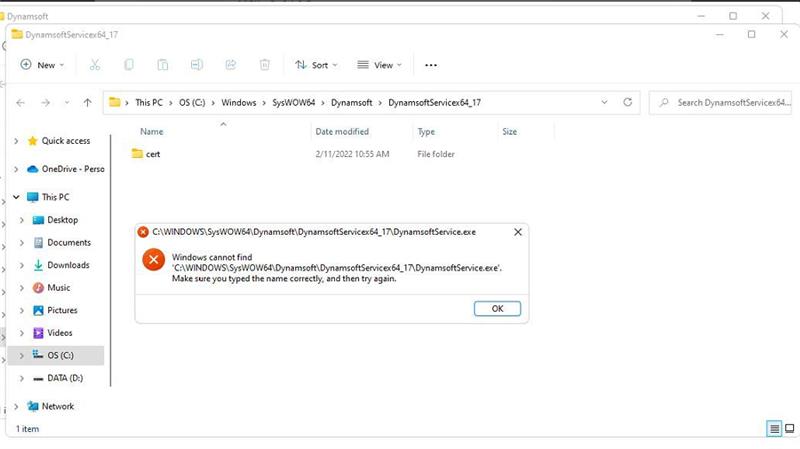 Dynamsoft
DynamsoftServicex64_17
New
Sort
View
This PC > OS (C:) > Windows > SysWOW64 > Dynamsoft > DynamsoftServicex64_17
Search DynamsoftServicex64...
Name Date modified Type Size
cert 2/11/2022 10:55 AM File folder
Quick access
OneDrive - Perso
This PC
Desktop
Documents
Downloads
Music
Pictures
Videos
OS (C:)
DATA (D:)
Network
C:\WINDOWS\SysWOW64\Dynamsoft\DynamsoftServicex64_17\DynamsoftService.exe
Windows cannot find
'C:\WINDOWS\SysWOW64\Dynamsoft\DynamsoftServicex64_17\DynamsoftService.exe'.
Make sure you typed the name correctly, and then try again.
OK
1 item